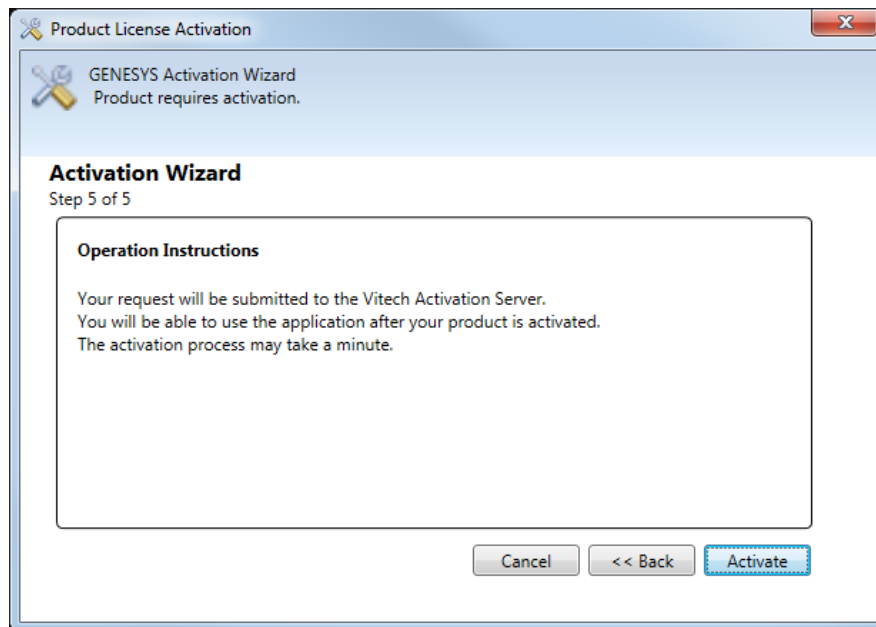 Product License Activation
GENESYS Activation Wizard
Product requires activation.
Activation Wizard
Step 5 of 5
Operation Instructions
Your request will be submitted to the Vitech Activation Server.
You will be able to use the application after your product is activated.
The activation process may take a minute.
Cancel
<< Back
Activate